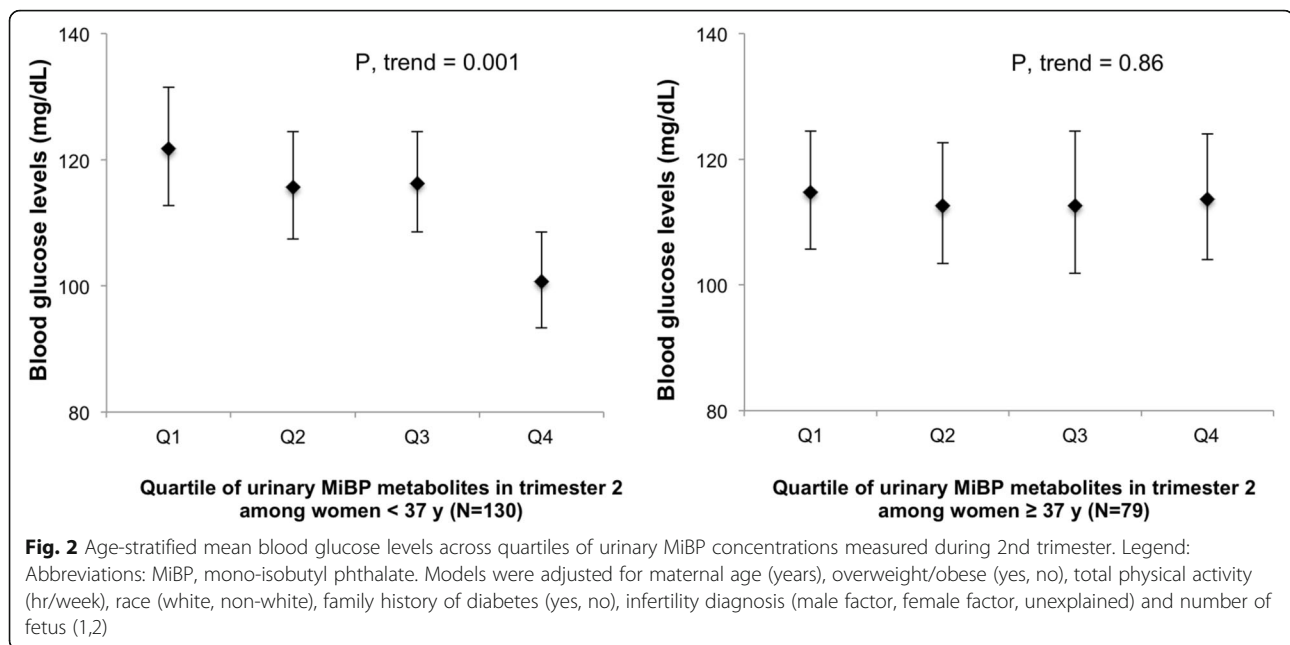 140
P, trend = 0.001
120
100
80
Blood glucose levels (mg/dL)
Q1 Q2 Q3 Q4
Quartile of urinary MiBP metabolites in trimester 2
among women < 37 y (N=130)
140
P, trend = 0.86
120
100
80
Blood glucose levels (mg/dL)
Q1 Q2 Q3 Q4
Quartile of urinary MiBP metabolites in trimester 2
among women ≥ 37 y (N=79)
Fig. 2 Age-stratified mean blood glucose levels across quartiles of urinary MiBP concentrations measured during 2nd trimester. Legend:
Abbreviations: MiBP, mono-isobutyl phthalate. Models were adjusted for maternal age (years), overweight/obese (yes, no), total physical activity
(hr/week), race (white, non-white), family history of diabetes (yes, no), infertility diagnosis (male factor, female factor, unexplained) and number of
fetus (1,2)